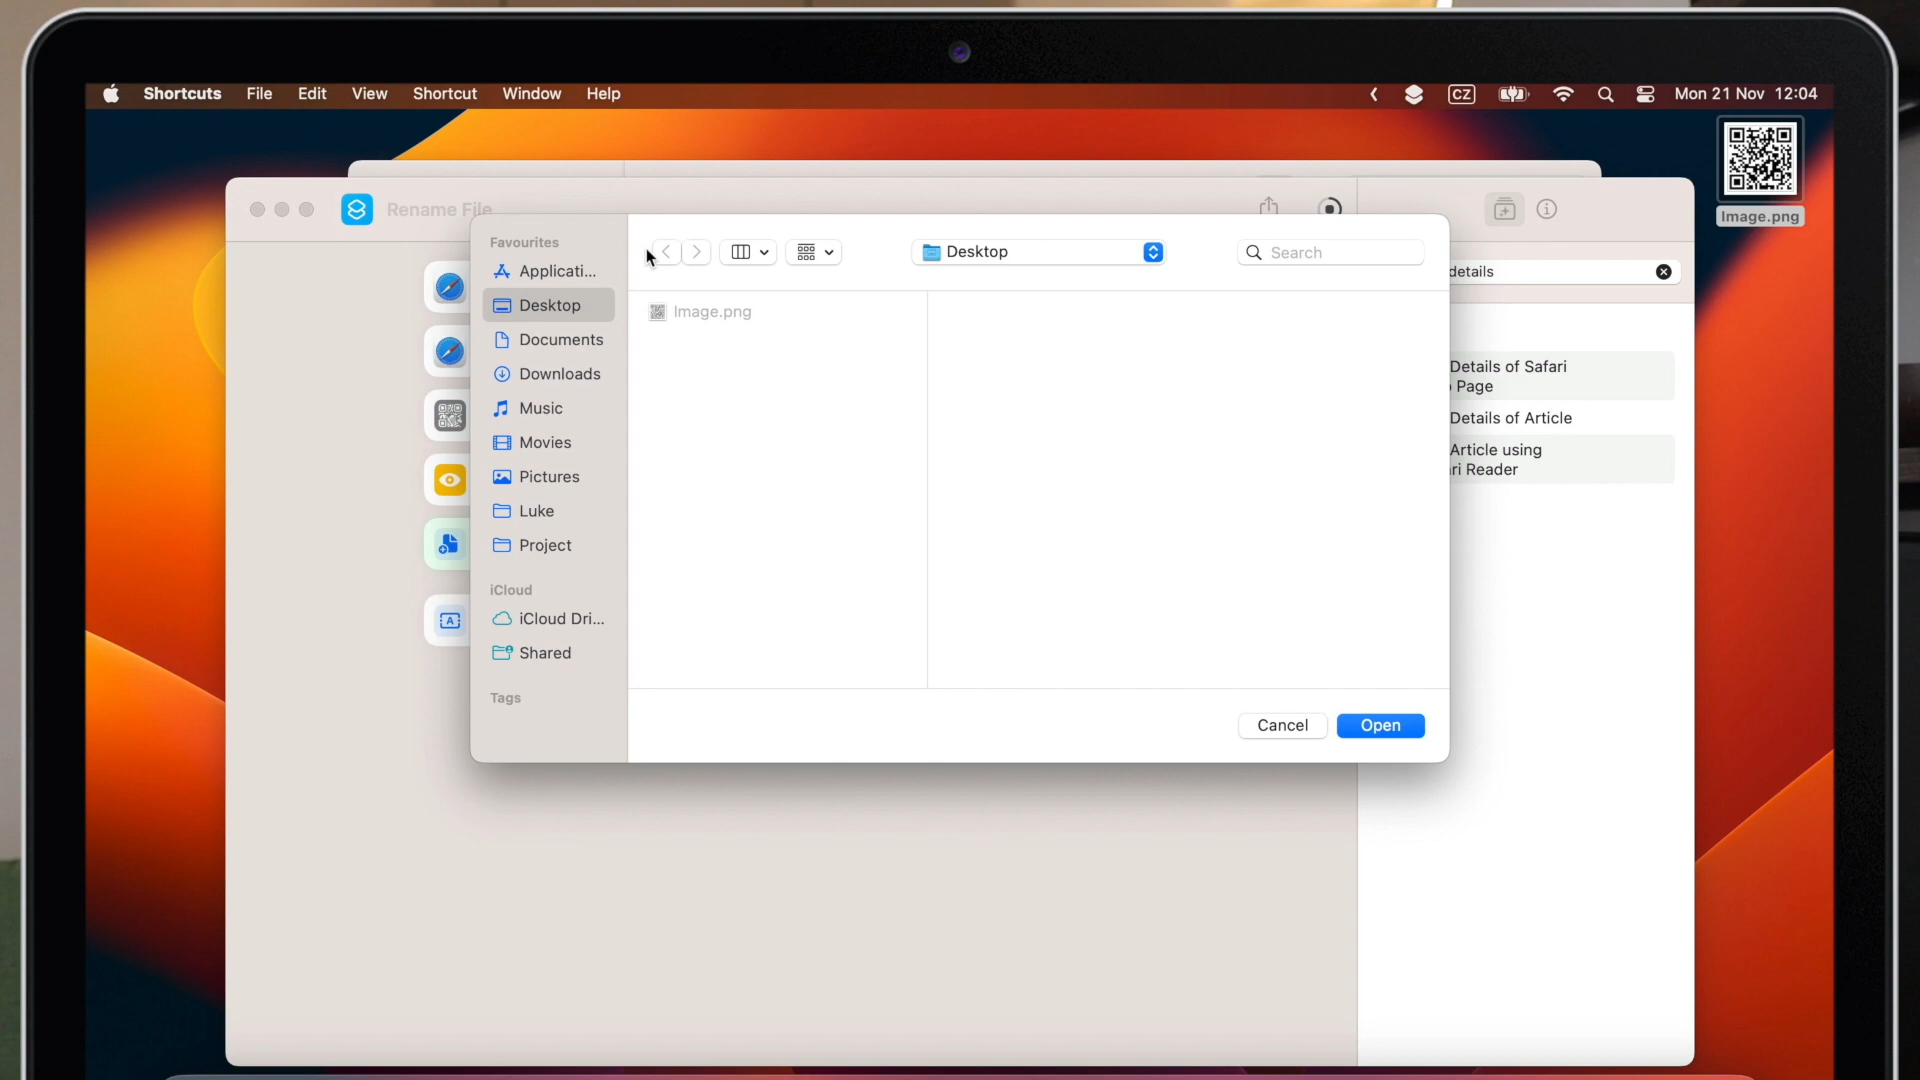 Shortcuts File Edit View Shortcut Window Help CZ Mon 21 Nov 12:04
Image.png
Rename File
Favourites
Applicati...
Desktop
Documents
Downloads
Music
Movies
Pictures
Luke
Project
iCloud
iCloud Dri...
Shared
Tags
Desktop
Search
Image.png
Cancel
Open
details
Details of Safari
Page
Details of Article
Article using
ri Reader